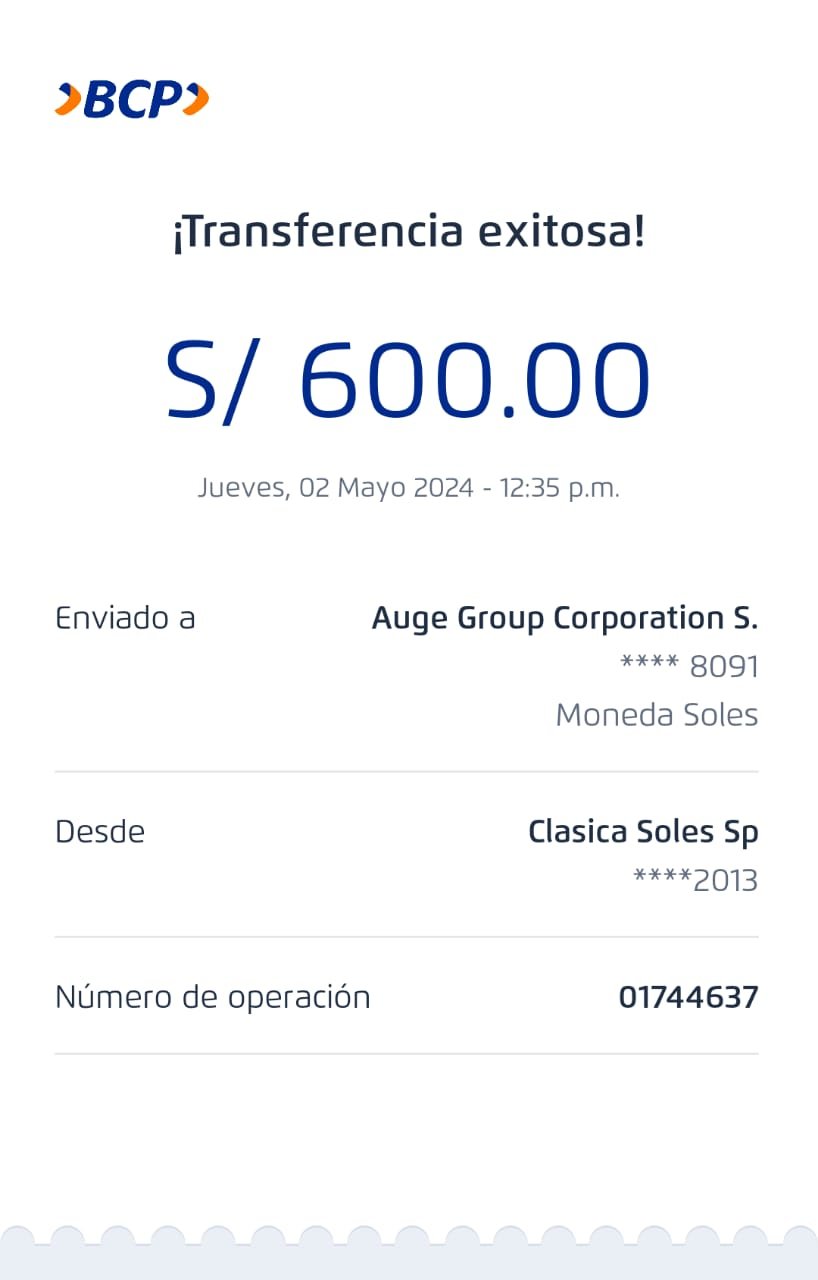 BCP
¡Transferencia exitosa!
S/ 600.00
Jueves, 02 Mayo 2024 - 12:35 p.m.
Enviado a Auge Group Corporation S.
**** 8091
Moneda Soles
Desde Clasica Soles Sp
****2013
Número de operación 01744637